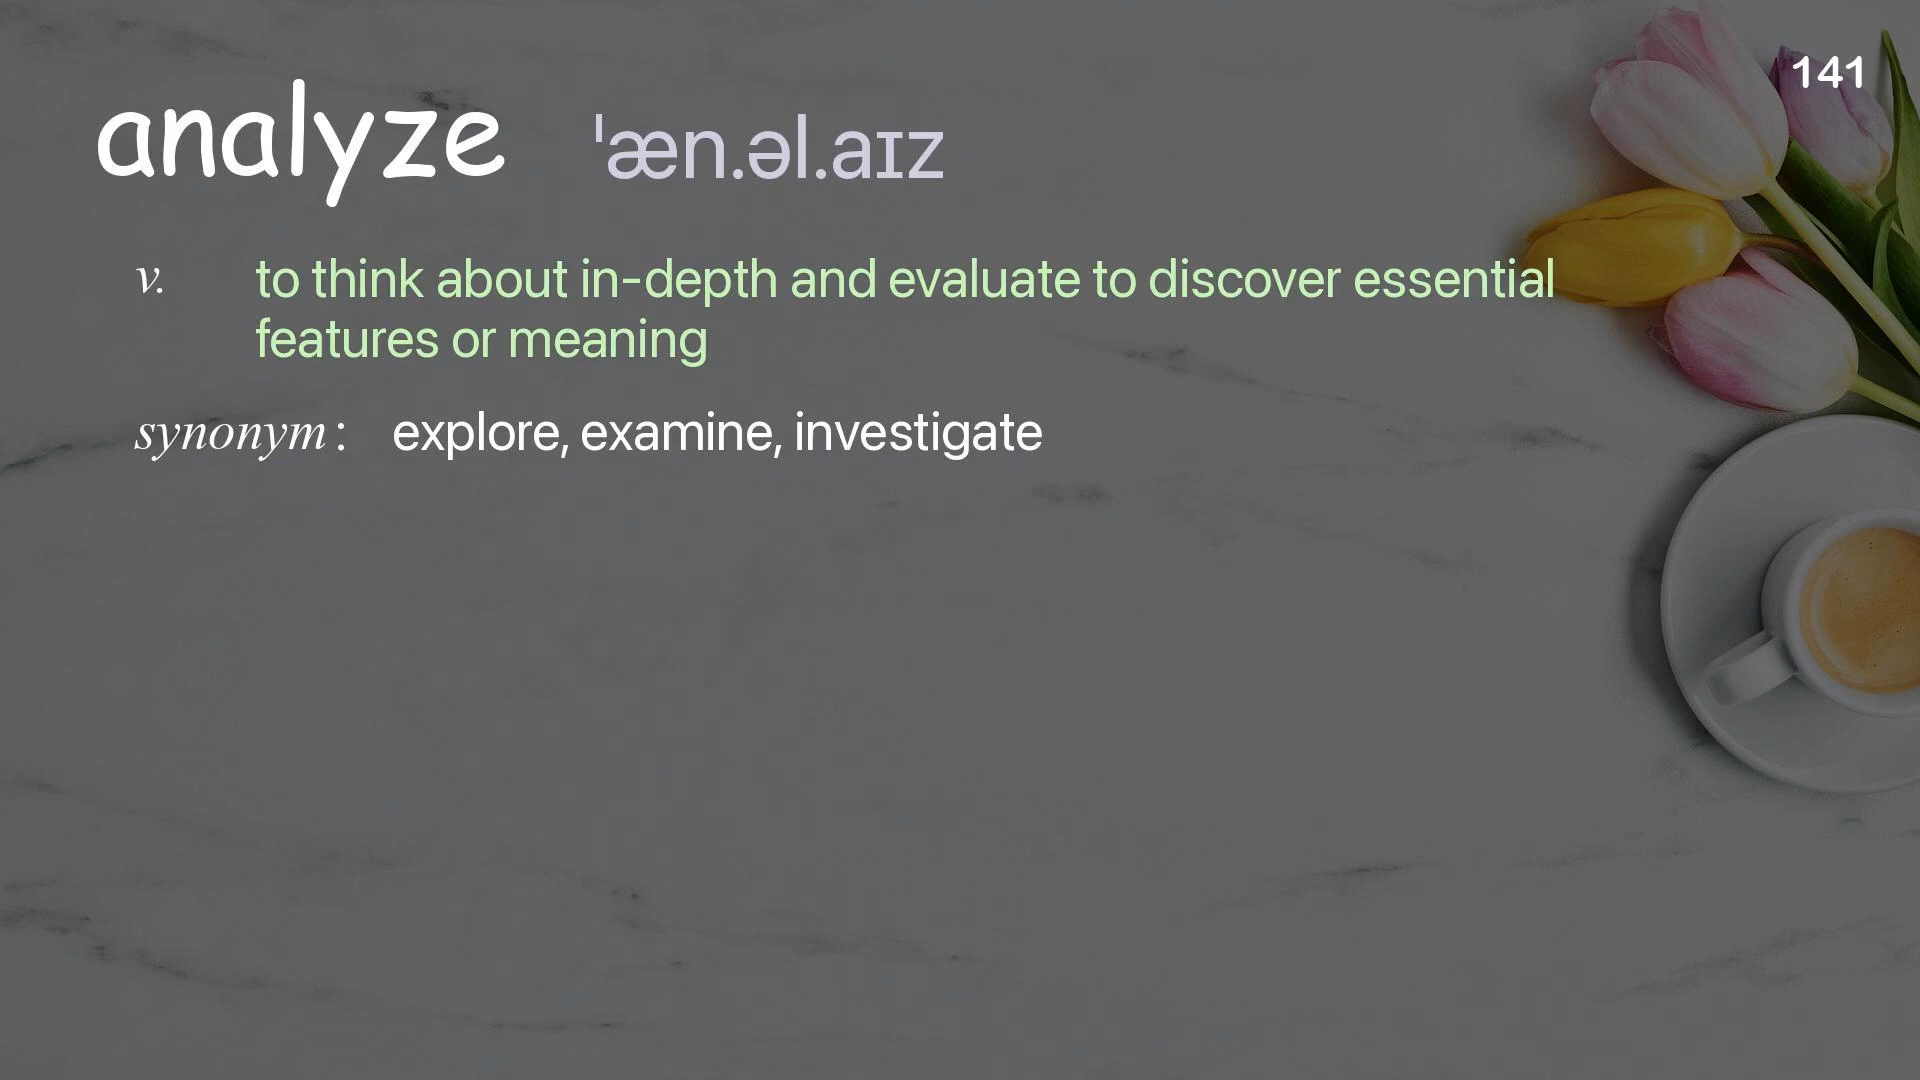 141
analyze ˈæn.əl.aɪz
v. to think about in-depth and evaluate to discover essential
features or meaning
synonym: explore, examine, investigate